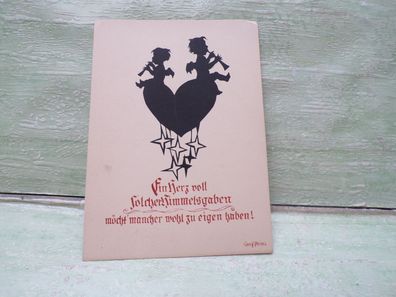 Ein Herz voll
solcher Himmelsgaben
möcht mancher wohl zu eigen haben!